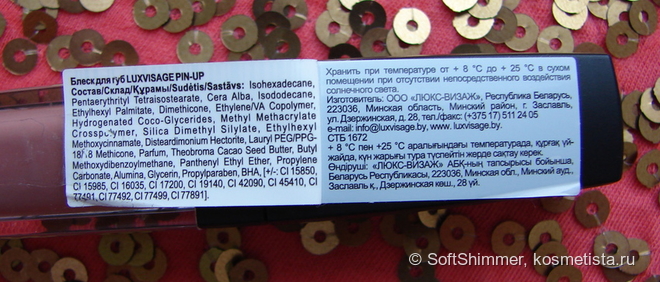 Блеск для губ LUXVISAGE PIN-UP
Состав/Склад/Құрамы/Sudėtis/Sastāvs: Isohexadecane,
Pentaerythrityl Tetraisostearate, Cera Alba, Isododecane,
Ethylhexyl Palmitate, Dimethicone, Ethylene/VA Copolymer,
Hydrogenated Coco-Glycerides, Methyl Methacrylate
Crosspolymer, Silica Dimethyl Silylate, Ethylhexyl
Methoxycinnamate, Disteardimonium Hectorite, Lauryl PEG/PPG-
18/18 Methicone, Parfum, Theobroma Cacao Seed Butter, Butyl
Methoxydibenzoylmethane, Panthenyl Ethyl Ether, Propylene
Carbonate, Alumina, Glycerin, Propylparaben, BHA, [+/-: CI 15850,
CI 15985, CI 16035, CI 17200, CI 19140, CI 42090, CI 45410, CI
77491, CI 77492, CI 77499, CI 77891].
Хранить при температуре от + 8 °С до + 25 °С в сухом
помещении при отсутствии непосредственного воздействия
солнечного света.
Изготовитель: ООО «ЛЮКС-ВИЗАЖ», Республика Беларусь,
223036, Минская область, Минский район, г. Заславль,
ул. Дзержинская, д. 28, тел./факс: (+375 17) 511 24 05
e-mail: info@luxvisage.by, www. luxvisage.by.
СТБ 1672
+ 8 °С пен +25 °С аралығындағы температурада, құрғақ үй-
жайда, күн жарығы тура түспейтін жерде сақтау керек.
Өндіруші: «ЛЮКС-ВИЗАЖ» АБК-ның тапсырысы бойынша,
Беларусь Республикасы, 223036, Минская обл., Минский ауд.,
Заславль қ., Дзержинская көш., 28 үй.
© SoftShimmer, kosmetista.ru